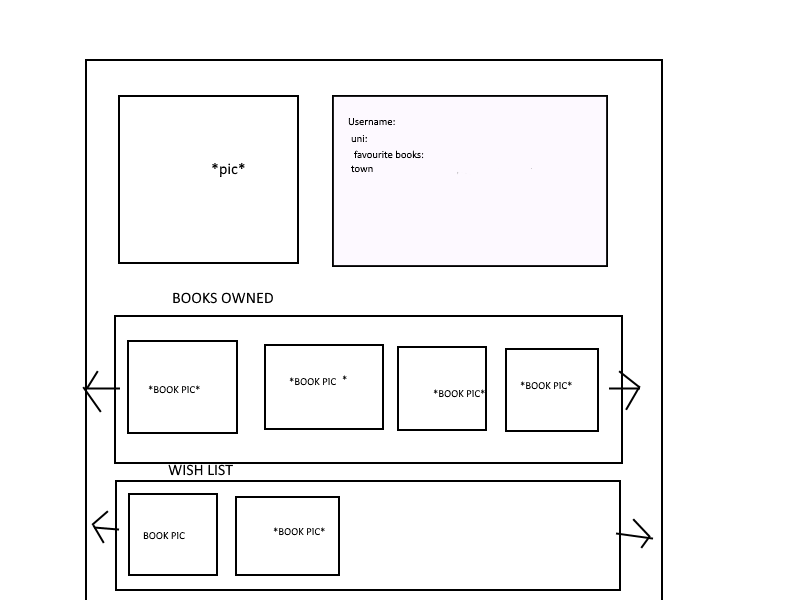 *pic*
Username:
uni:
favourite books:
town
BOOKS OWNED
*BOOK PIC*
*BOOK PIC *
*BOOK PIC*
*BOOK PIC*
WISH LIST
BOOK PIC
*BOOK PIC*